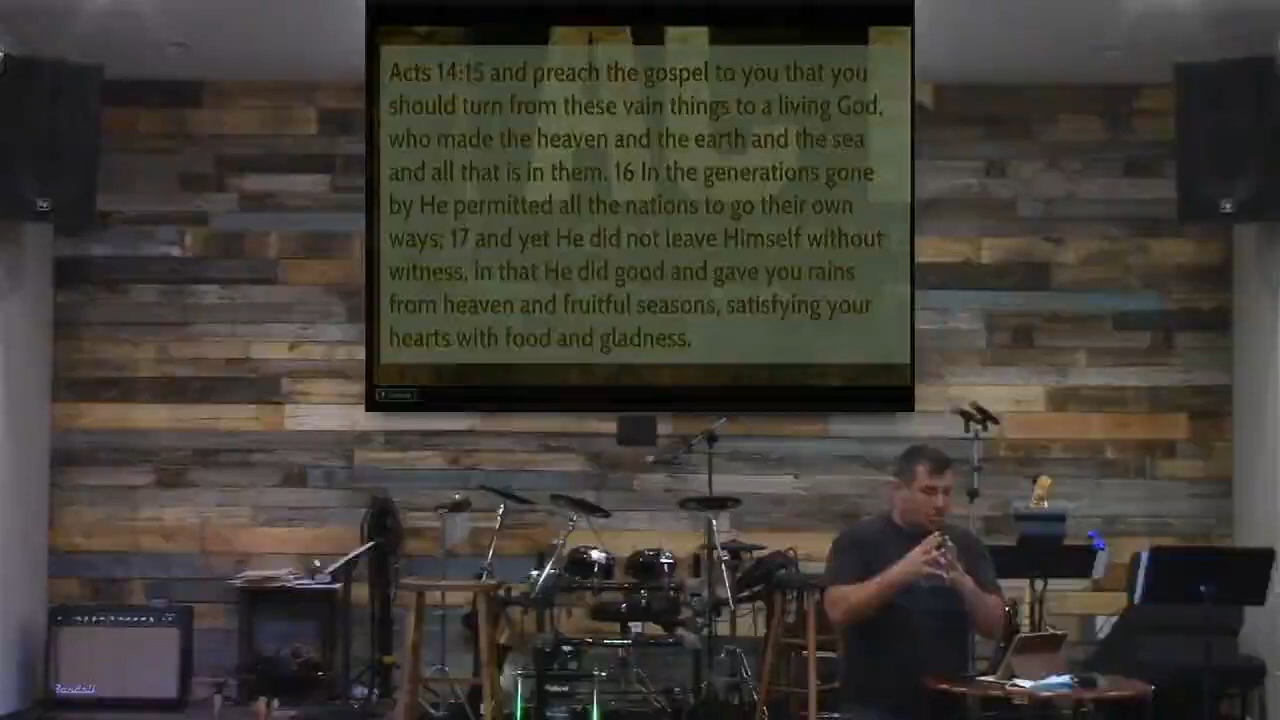 Acts 14:15 and preach the gospel to you that you
should turn from these vain things to a living God,
who made the heaven and the earth and the sea
and all that is in them. 16 In the generations gone
by He permitted all the nations to go their own
ways; 17 and yet He did not leave Himself without
witness, in that He did good and gave you rains
from heaven and fruitful seasons, satisfying your
hearts with food and gladness.
Randall
Roland